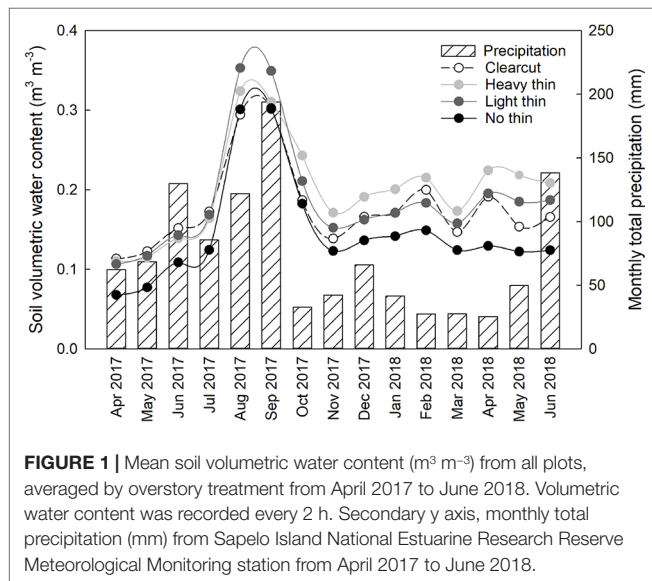 0.4
0.3
0.2
0.1
0.0
Soil volumetric water content (m³ m⁻³)
250
200
150
100
50
0
Monthly total precipitation (mm)
Precipitation
Clearcut
Heavy thin
Light thin
No thin
Apr 2017
May 2017
Jun 2017
Jul 2017
Aug 2017
Sep 2017
Oct 2017
Nov 2017
Dec 2017
Jan 2018
Feb 2018
Mar 2018
Apr 2018
May 2018
Jun 2018
FIGURE 1 | Mean soil volumetric water content (m³ m⁻³) from all plots,
averaged by overstory treatment from April 2017 to June 2018. Volumetric
water content was recorded every 2 h. Secondary y axis, monthly total
precipitation (mm) from Sapelo Island National Estuarine Research Reserve
Meteorological Monitoring station from April 2017 to June 2018.